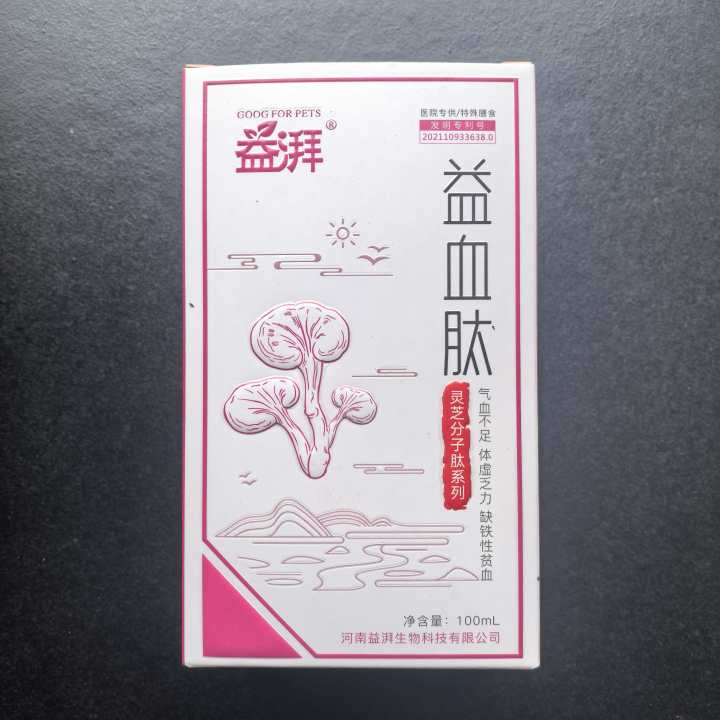 GOOG FOR PETS
益湃®
医院专供/特殊膳食
发明专利号
202110933638.0
益血肽
灵芝分子肽系列
气血不足 体虚乏力 缺铁性贫血
净含量：100mL
河南益湃生物科技有限公司